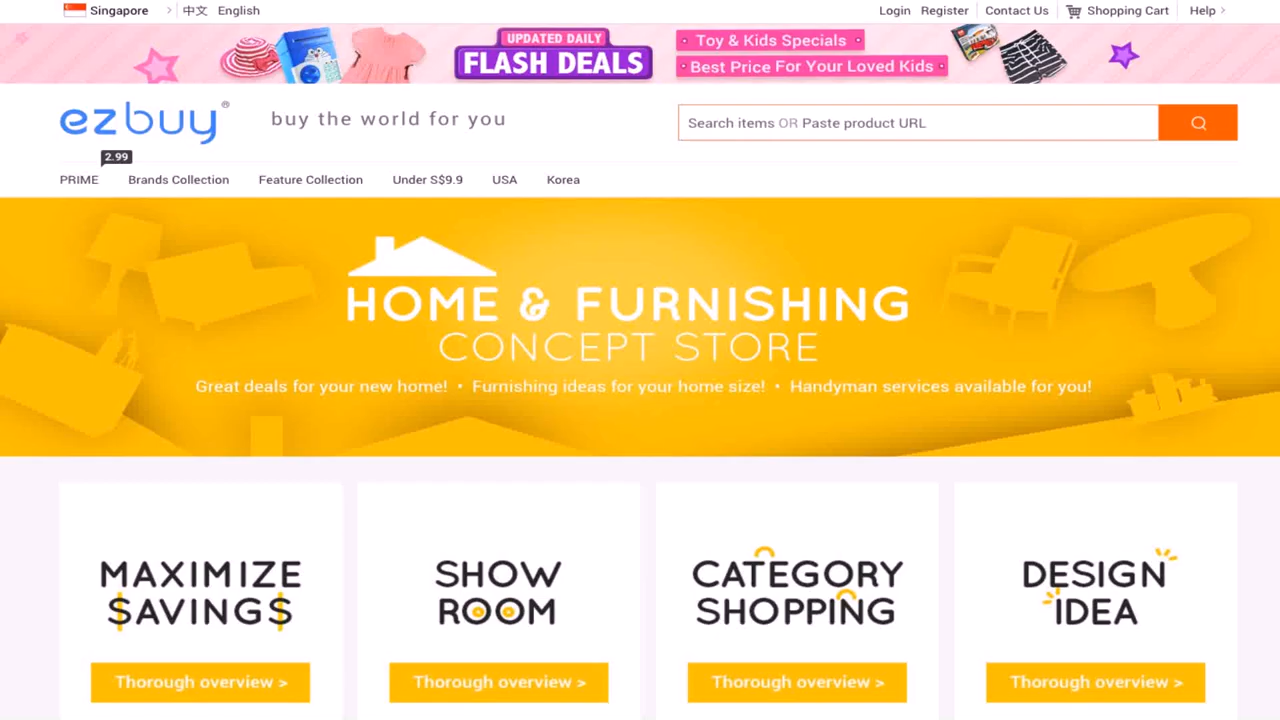 Singapore > 中文 English Login Register Contact Us Shopping Cart Help >
UPDATED DAILY
FLASH DEALS
• Toy & Kids Specials •
• Best Price For Your Loved Kids •
ezbuy®
buy the world for you
Search items OR Paste product URL
2.99
PRIME Brands Collection Feature Collection Under S$9.9 USA Korea
HOME & FURNISHING
CONCEPT STORE
Great deals for your new home! • Furnishing ideas for your home size! • Handyman services available for you!
MAXIMIZE
SAVINGS
Thorough overview >
SHOW
ROOM
Thorough overview >
CATEGORY
SHOPPING
Thorough overview >
DESIGN
IDEA
Thorough overview >